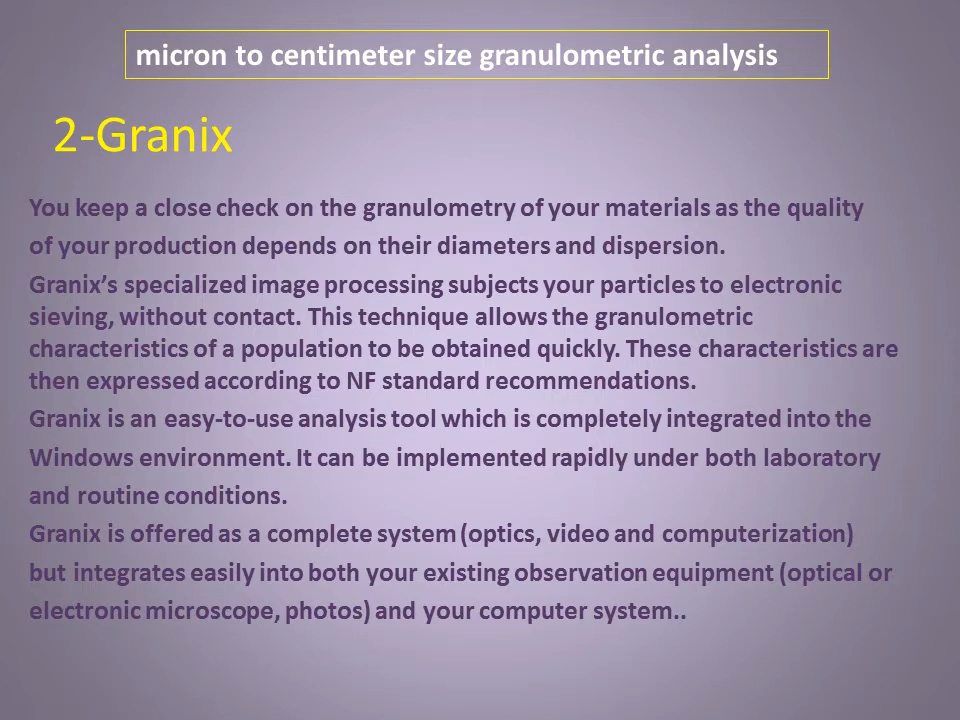 micron to centimeter size granulometric analysis
2-Granix
You keep a close check on the granulometry of your materials as the quality
of your production depends on their diameters and dispersion.
Granix’s specialized image processing subjects your particles to electronic
sieving, without contact. This technique allows the granulometric
characteristics of a population to be obtained quickly. These characteristics are
then expressed according to NF standard recommendations.
Granix is an easy-to-use analysis tool which is completely integrated into the
Windows environment. It can be implemented rapidly under both laboratory
and routine conditions.
Granix is offered as a complete system (optics, video and computerization)
but integrates easily into both your existing observation equipment (optical or
electronic microscope, photos) and your computer system..